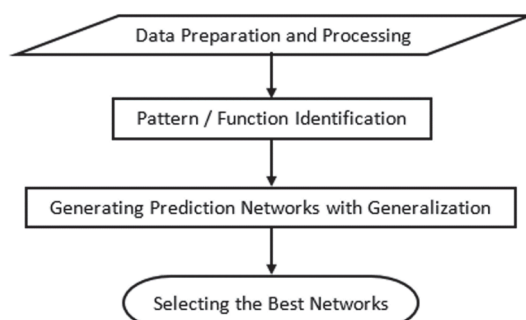 Data Preparation and Processing
Pattern / Function Identification
Generating Prediction Networks with Generalization
Selecting the Best Networks